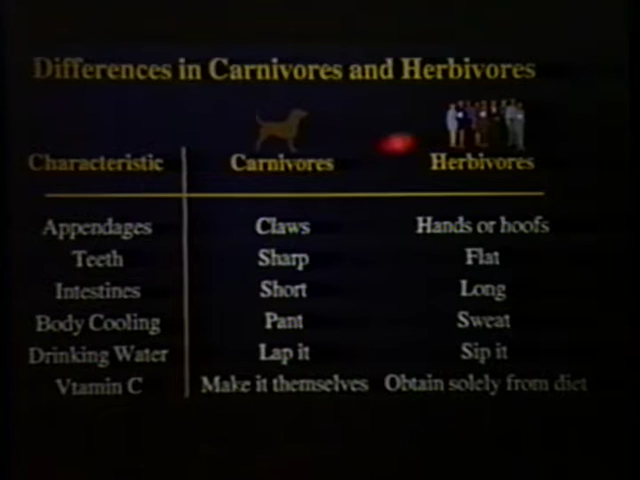 Differences in Carnivores and Herbivores
Characteristic Carnivores Herbivores
Appendages Claws Hands or hoofs
Teeth Sharp Flat
Intestines Short Long
Body Cooling Pant Sweat
Drinking Water Lap it Sip it
Vtamin C Make it themselves Obtain solely from diet